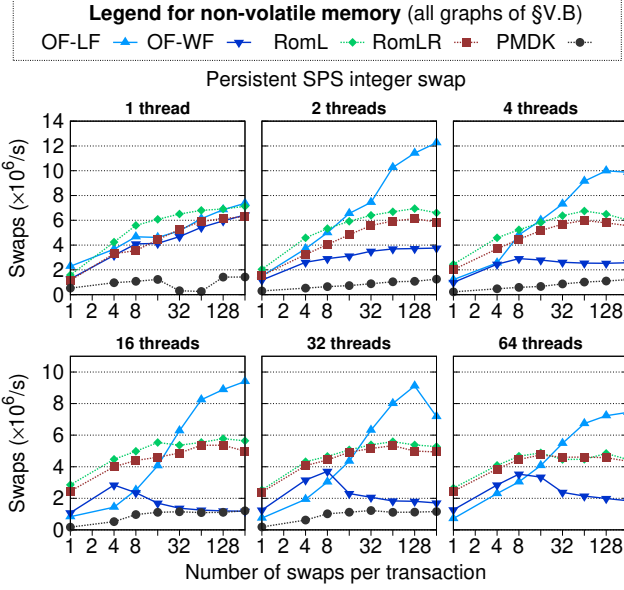 Legend for non-volatile memory (all graphs of §V.B)
OF-LF OF-WF RomL RomLR PMDK
Persistent SPS integer swap
1 thread 2 threads 4 threads
Swaps (×10⁶/s)
14
12
10
8
6
4
2
0
1 2 4 8 32 128 1 2 4 8 32 128 1 2 4 8 32 128
16 threads 32 threads 64 threads
Swaps (×10⁶/s)
10
8
6
4
2
0
1 2 4 8 32 128 1 2 4 8 32 128 1 2 4 8 32 128
Number of swaps per transaction